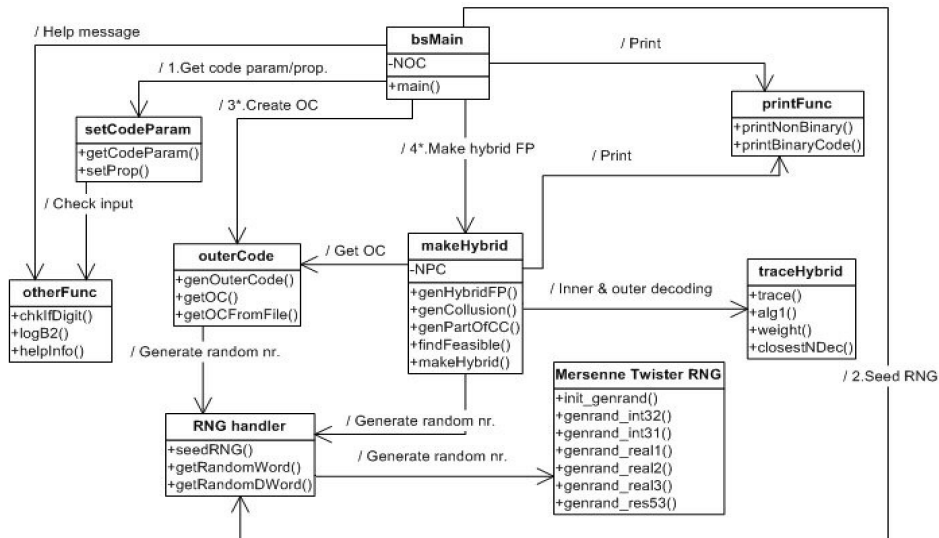 / Help message
bsMain
-NOC
+main()
/ Print
/ 1.Get code param/prop.
/ 3*.Create OC
printFunc
+printNonBinary()
+printBinaryCode()
setCodeParam
+getCodeParam()
+setProp()
/ 4*.Make hybrid FP
/ Print
/ Check input
outerCode
+genOuterCode()
+getOC()
+getOCFromFile()
/ Get OC
makeHybrid
-NPC
+genHybridFP()
+genCollusion()
+genPartOfCC()
+findFeasible()
+makeHybrid()
traceHybrid
+trace()
+alg1()
+weight()
+closestNDec()
/ Inner & outer decoding
otherFunc
+chkIfDigit()
+logB2()
+helpInfo()
/ Generate random nr.
/ 2.Seed RNG
Mersenne Twister RNG
+init_genrand()
+genrand_int32()
+genrand_int31()
+genrand_real1()
+genrand_real2()
+genrand_real3()
+genrand_res53()
/ Generate random nr.
RNG handler
+seedRNG()
+getRandomWord()
+getRandomDWord()
/ Generate random nr.